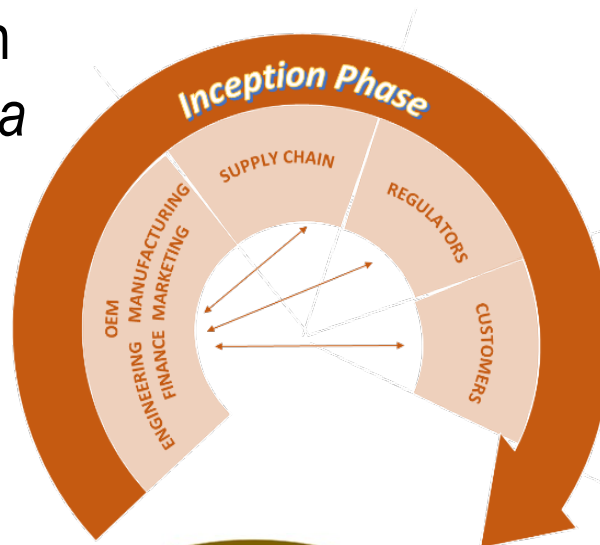 n
a
Inception Phase
SUPPLY CHAIN
REGULATORS
CUSTOMERS
OEM
ENGINEERING MANUFACTURING
FINANCE MARKETING